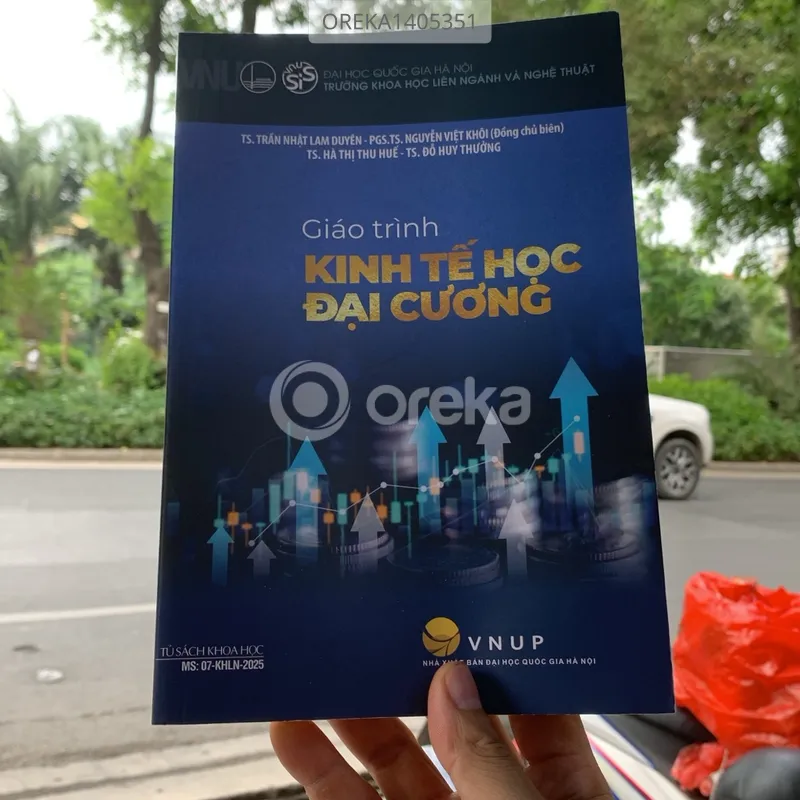 OREKA1405351
VNU
VNU
SIS
ĐẠI HỌC QUỐC GIA HÀ NỘI
TRƯỜNG KHOA HỌC LIÊN NGÀNH VÀ NGHỆ THUẬT
TS. TRẦN NHẬT LAM DUYÊN - PGS.TS. NGUYỄN VIỆT KHÔI (Đồng chủ biên)
TS. HÀ THỊ THU HUẾ - TS. ĐỖ HUY THƯỞNG
Giáo trình
KINH TẾ HỌC
ĐẠI CƯƠNG
oreka
TỦ SÁCH KHOA HỌC
MS: 07-KHLN-2025
VNUP
NHÀ XUẤT BẢN ĐẠI HỌC QUỐC GIA HÀ NỘI